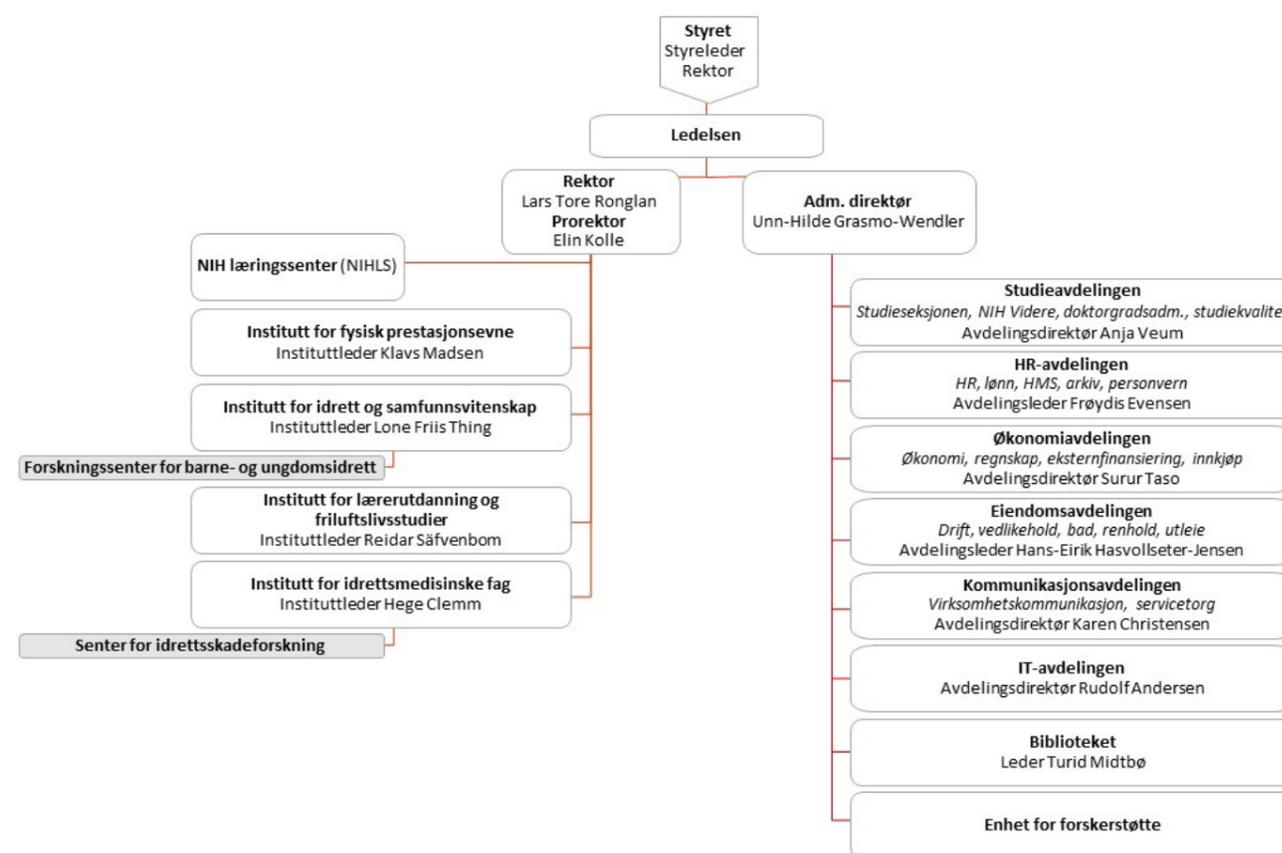 Styret
Styreleder
Rektor
Ledelsen
Rektor
Lars Tore Ronglan
Prorektor
Elin Kolle
Adm. direktør
Unn-Hilde Grasmo-Wendler
NIH læringssenter (NIHLS)
Institutt for fysisk prestasjonsevne
Instituttleder Klavs Madsen
Institutt for idrett og samfunnsvitenskap
Instituttleder Lone Friis Thing
Forskningssenter for barne- og ungdomsidrett
Institutt for lærerutdanning og
friluftslivsstudier
Instituttleder Reidar Säfvenbom
Institutt for idrettsmedisinske fag
Instituttleder Hege Clemm
Senter for idrettsskadeforskning
Studieavdelingen
Studieseksjonen, NIH Videre, doktorgradsadm., studiekvalite
Avdelingsdirektør Anja Veum
HR-avdelingen
HR, lønn, HMS, arkiv, personvern
Avdelingsleder Frøydis Evensen
Økonomiavdelingen
Økonomi, regnskap, eksternfinansiering, innkjøp
Avdelingsdirektør Surur Taso
Eiendomsavdelingen
Drift, vedlikehold, bad, renhold, utleie
Avdelingsleder Hans-Eirik Hasvollseter-Jensen
Kommunikasjonsavdelingen
Virksomhetskommunikasjon, servicetorg
Avdelingsdirektør Karen Christensen
IT-avdelingen
Avdelingsdirektør Rudolf Andersen
Biblioteket
Leder Turid Midtbø
Enhet for forskerstøtte